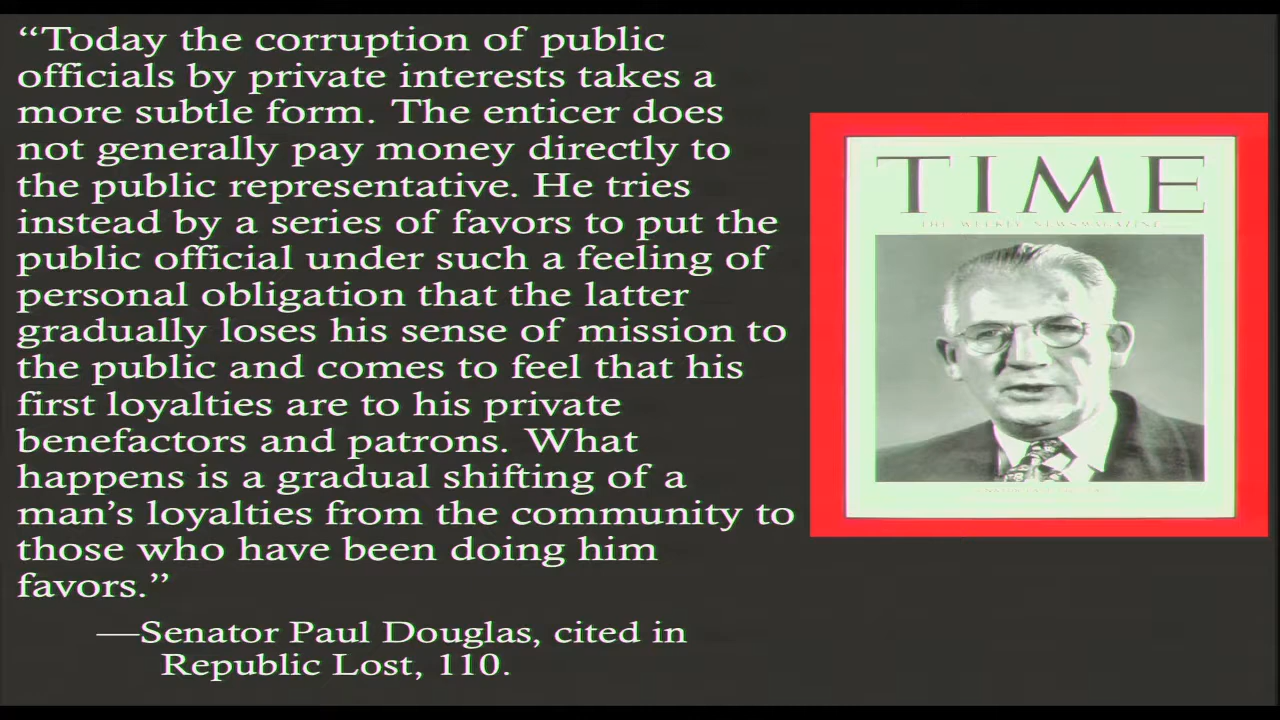 “Today the corruption of public
officials by private interests takes a
more subtle form. The enticer does
not generally pay money directly to
the public representative. He tries
instead by a series of favors to put the
public official under such a feeling of
personal obligation that the latter
gradually loses his sense of mission to
the public and comes to feel that his
first loyalties are to his private
benefactors and patrons. What
happens is a gradual shifting of a
man’s loyalties from the community to
those who have been doing him
favors.”
—Senator Paul Douglas, cited in
Republic Lost, 110.
TIME
THE WEEKLY NEWSMAGAZINE